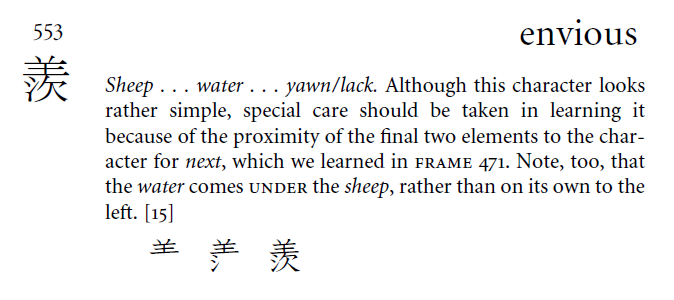 553 envious
羨
Sheep . . . water . . . yawn/lack. Although this character looks
rather simple, special care should be taken in learning it
because of the proximity of the final two elements to the char-
acter for next, which we learned in FRAME 471. Note, too, that
the water comes UNDER the sheep, rather than on its own to the
left. [15]
𦍌 羨